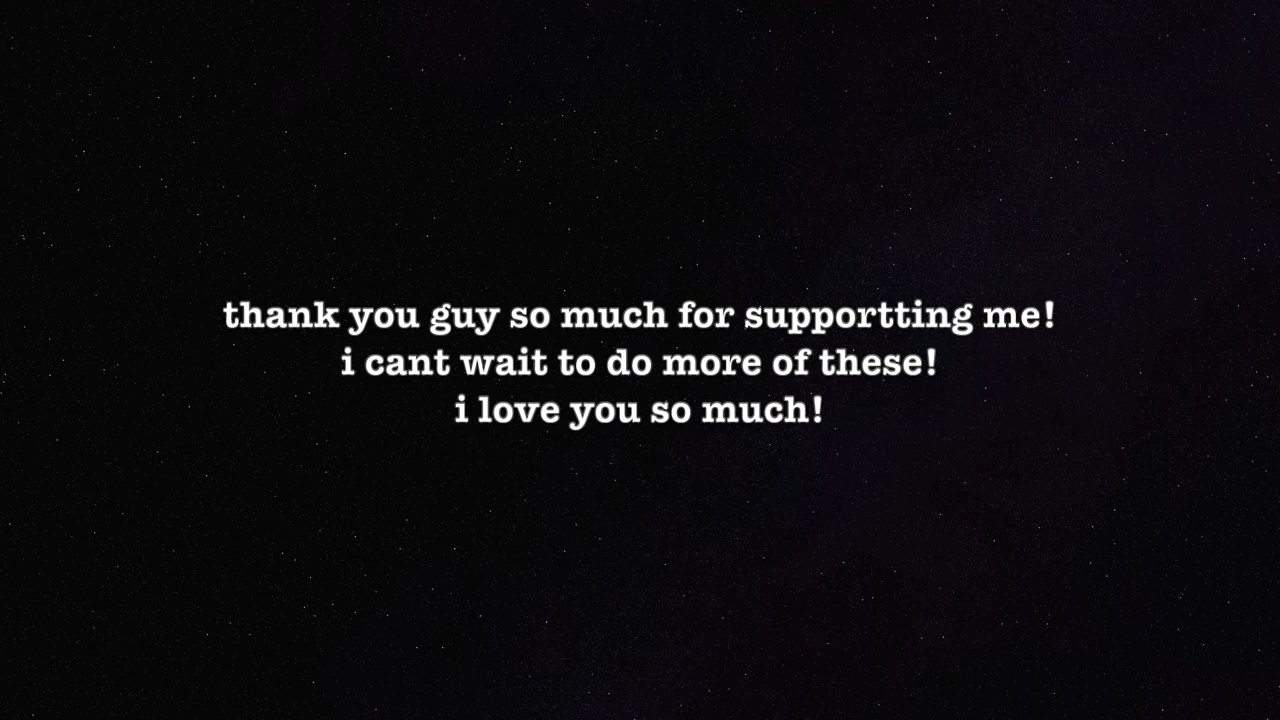 thank you guy so much for supportting me!
i cant wait to do more of these!
i love you so much!